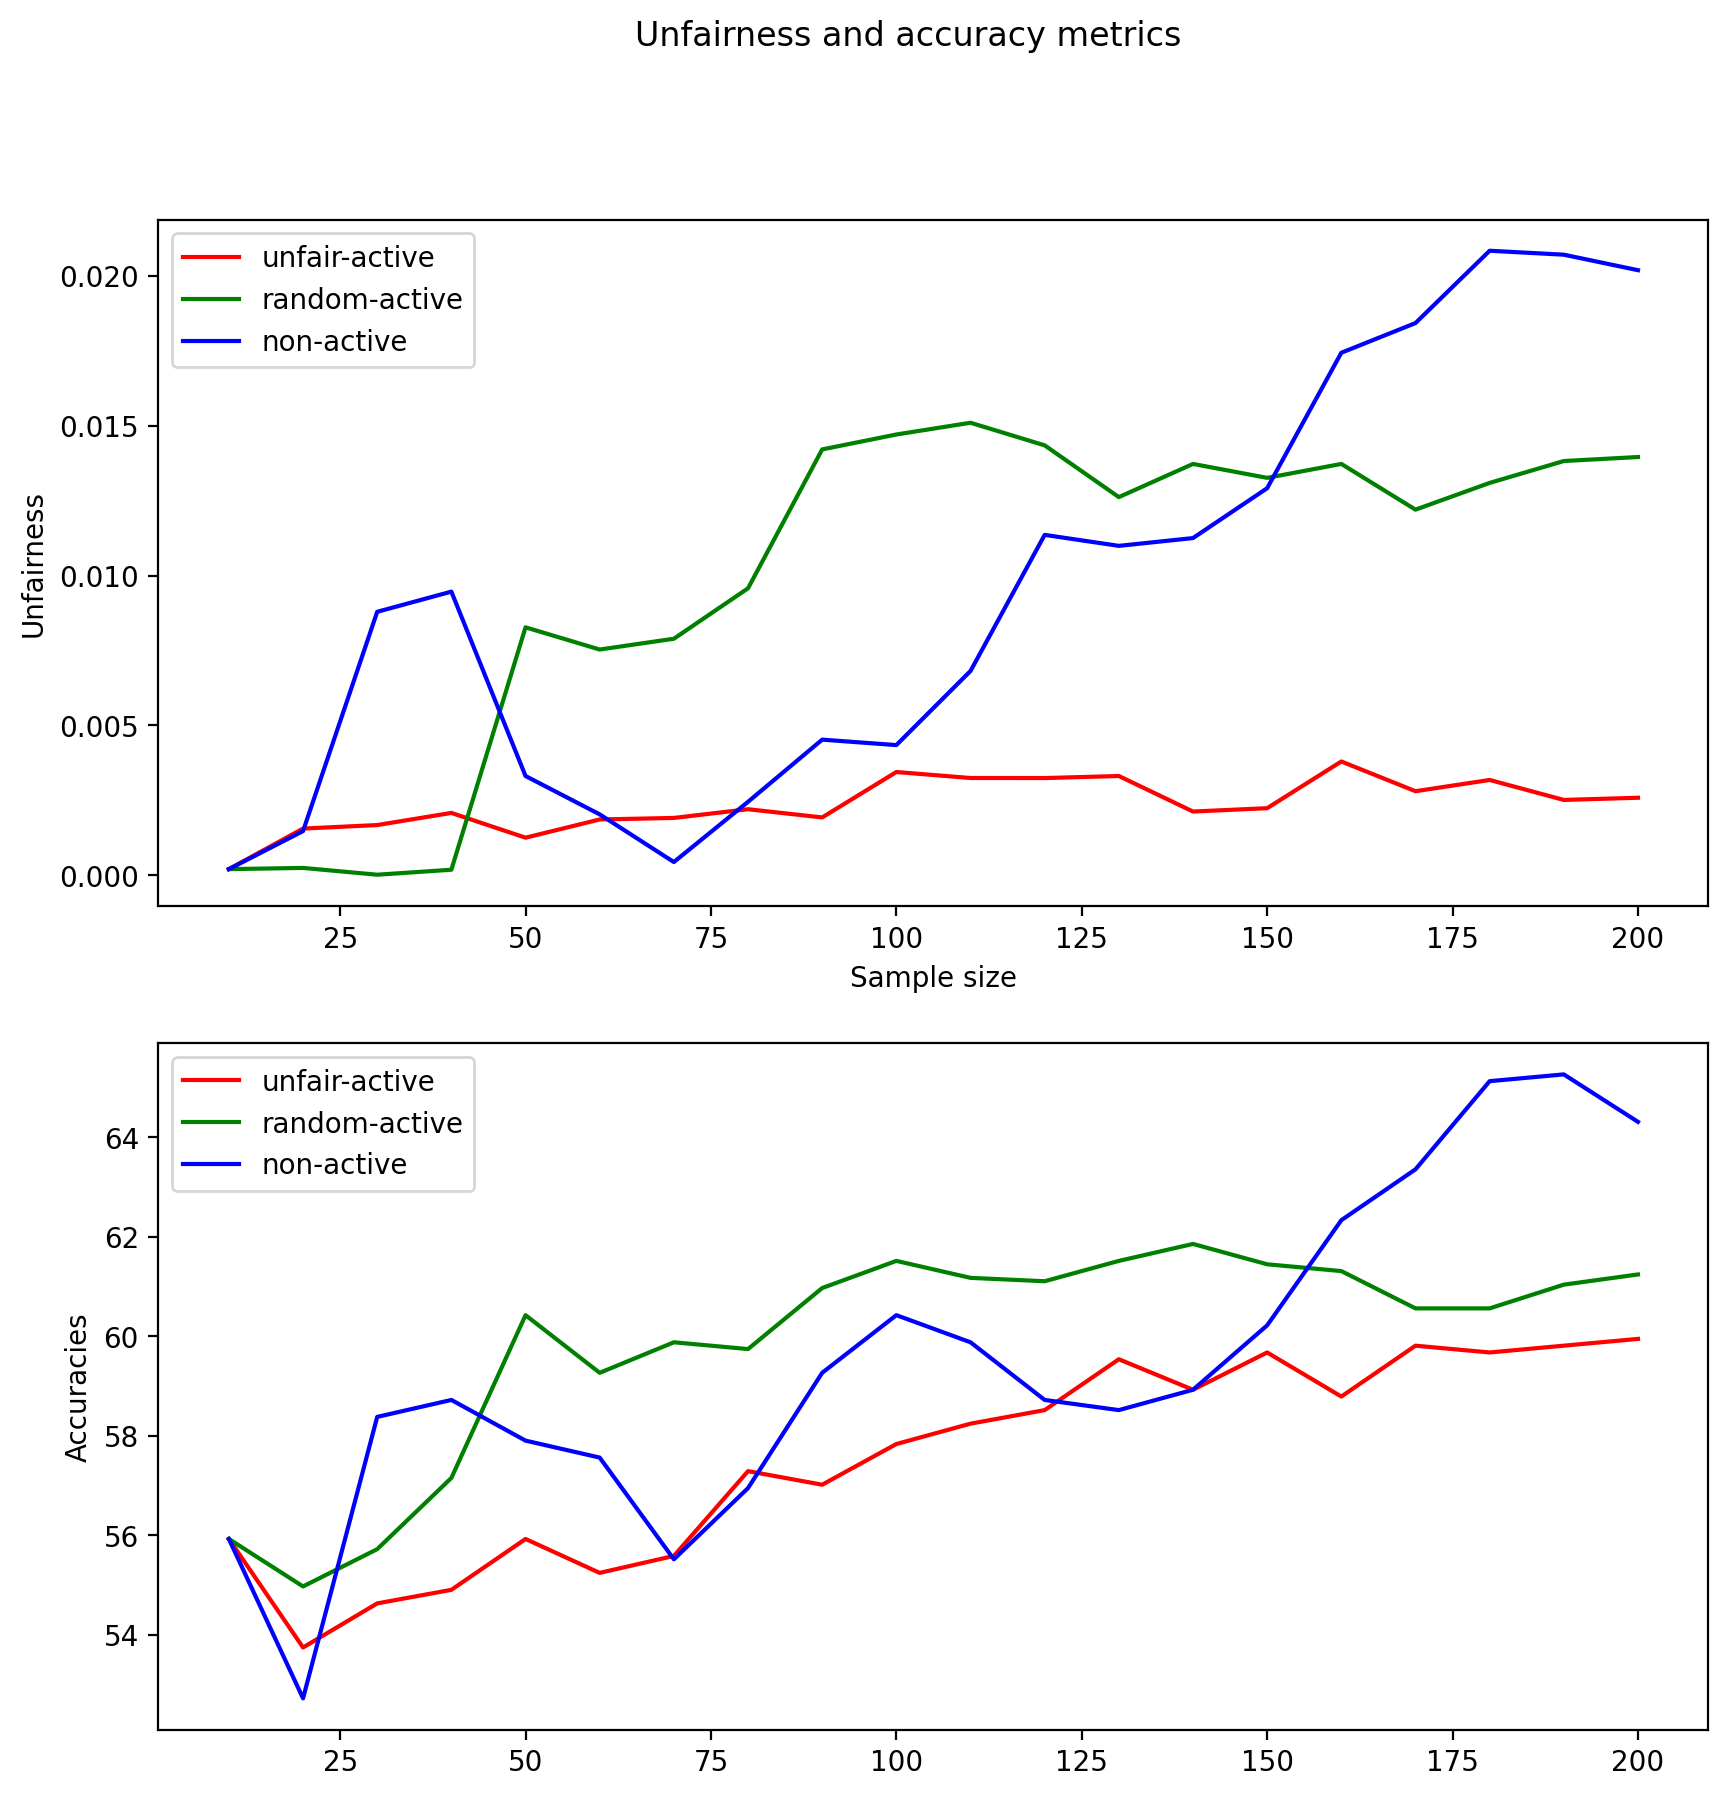 Unfairness and accuracy metrics
unfair-active
random-active
non-active
0.020
0.015
0.010
0.005
0.000
Unfairness
25 50 75 100 125 150 175 200
Sample size
unfair-active
random-active
non-active
64
62
60
58
56
54
Accuracies
25 50 75 100 125 150 175 200